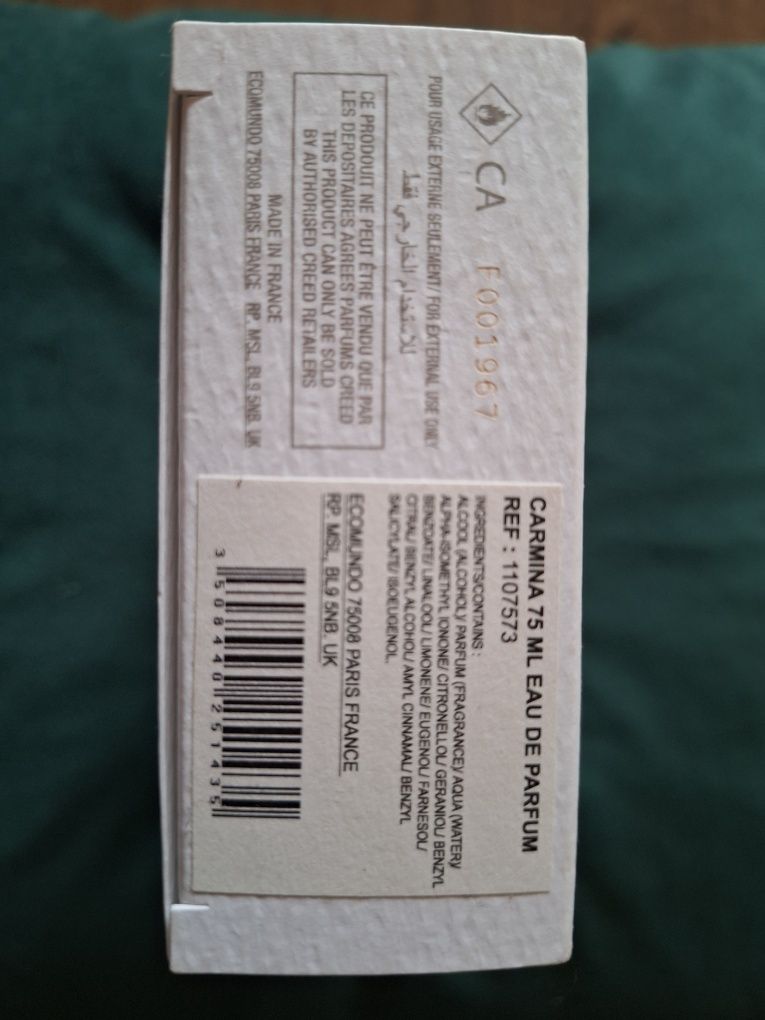 CA F001967
POUR USAGE EXTERNE SEULEMENT/ FOR EXTERNAL USE ONLY
للاستخدام الخارجي فقط
CE PRODUIT NE PEUT ÊTRE VENDU QUE PAR
LES DEPOSITAIRES AGREES PARFUMS CREED
THIS PRODUCT CAN ONLY BE SOLD
BY AUTHORISED CREED RETAILERS
MADE IN FRANCE
ECOMUNDO 75008 PARIS FRANCE RP. MSL, BL9 5NB. UK
CARMINA 75 ML EAU DE PARFUM
REF : 1107573
INGREDIENTS/CONTAINS :
ALCOOL (ALCOHOL)/ PARFUM (FRAGRANCE)/ AQUA (WATER)/
ALPHA-ISOMETHYL IONONE/ CITRONELLOL/ GERANIOL/ BENZYL
BENZOATE/ LINALOOL/ LIMONENE/ EUGENOL/ FARNESOL/
CITRAL/ BENZYL ALCOHOL/ AMYL CINNAMAL/ BENZYL
SALICYLATE/ ISOEUGENOL.
ECOMUNDO 75008 PARIS FRANCE
RP. MSL, BL9 5NB. UK
3 508440 251435